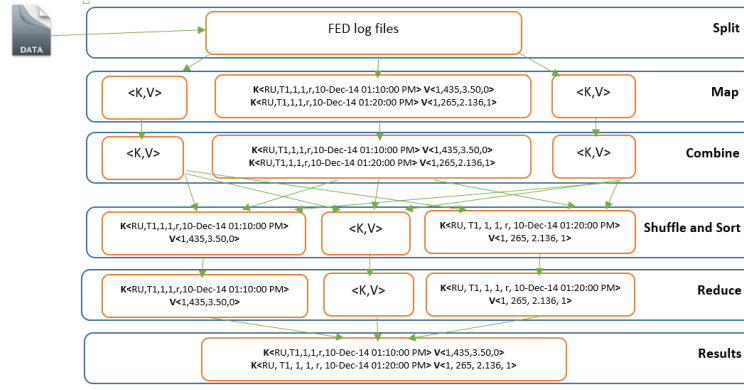 DATA
FED log files
Split
<K,V>
K<RU,T1,1,1,r,10-Dec-14 01:10:00 PM> V<1,435,3.50,0>
K<RU,T1,1,1,r,10-Dec-14 01:20:00 PM> V<1,265,2.136,1>
<K,V>
Map
<K,V>
K<RU,T1,1,1,r,10-Dec-14 01:10:00 PM> V<1,435,3.50,0>
K<RU,T1,1,1,r,10-Dec-14 01:20:00 PM> V<1,265,2.136,1>
<K,V>
Combine
K<RU,T1,1,1,r,10-Dec-14 01:10:00 PM>
V<1,435,3.50,0>
<K,V>
K<RU, T1, 1, 1, r, 10-Dec-14 01:20:00 PM>
V<1, 265, 2.136, 1>
Shuffle and Sort
K<RU,T1,1,1,r,10-Dec-14 01:10:00 PM>
V<1,435,3.50,0>
<K,V>
K<RU, T1, 1, 1, r, 10-Dec-14 01:20:00 PM>
V<1, 265, 2.136, 1>
Reduce
K<RU,T1,1,1,r,10-Dec-14 01:10:00 PM> V<1,435,3.50,0>
K<RU, T1, 1, 1, r, 10-Dec-14 01:20:00 PM> V<1, 265, 2.136, 1>
Results